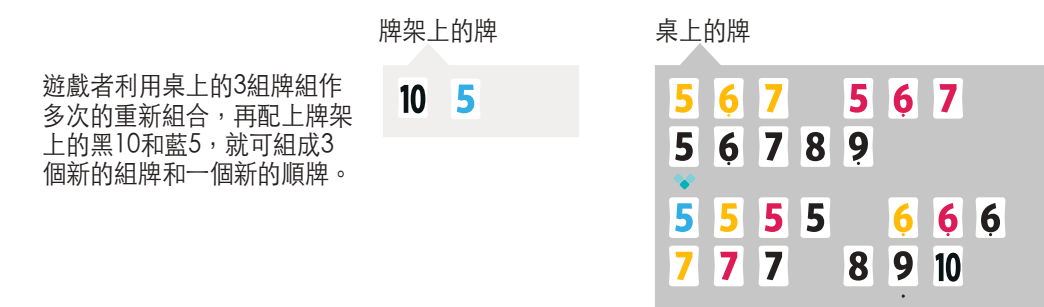 牌架上的牌
桌上的牌
遊戲者利用桌上的3組牌組作
多次的重新組合，再配上牌架
上的黑10和藍5，就可組成3
個新的組牌和一個新的順牌。
10 5
5 6 7 5 6 7
5 6 7 8 9
5 5 5 5 6 6 6
7 7 7 8 9 10